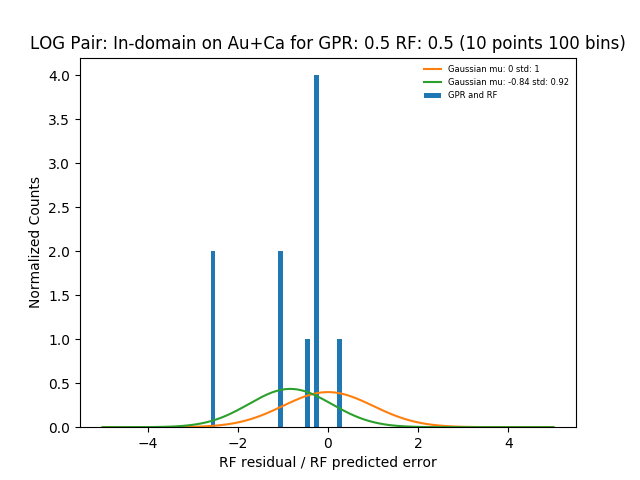 LOG Pair: In-domain on Au+Ca for GPR: 0.5 RF: 0.5 (10 points 100 bins)
Gaussian mu: 0 std: 1
Gaussian mu: -0.84 std: 0.92
GPR and RF
4.0
3.5
3.0
2.5
2.0
1.5
1.0
0.5
0.0
Normalized Counts
−4
−2
0
2
4
RF residual / RF predicted error